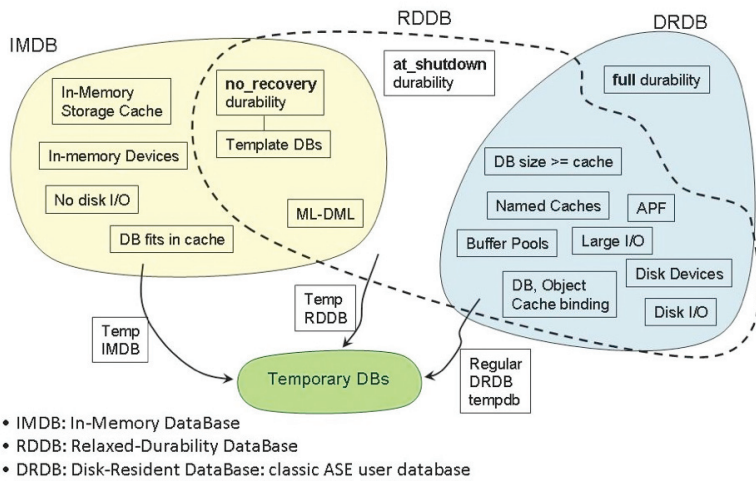 RDDB
IMDB
DRDB
at_shutdown
durability
no_recovery
durability
full durability
In-Memory
Storage Cache
Template DBs
In-memory Devices
DB size >= cache
No disk I/O
ML-DML
Named Caches
APF
DB fits in cache
Buffer Pools
Large I/O
Disk Devices
DB, Object
Cache binding
Disk I/O
Temp
IMDB
Temp
RDDB
Regular
DRDB
tempdb
Temporary DBs
• IMDB: In-Memory DataBase
• RDDB: Relaxed-Durability DataBase
• DRDB: Disk-Resident DataBase: classic ASE user database